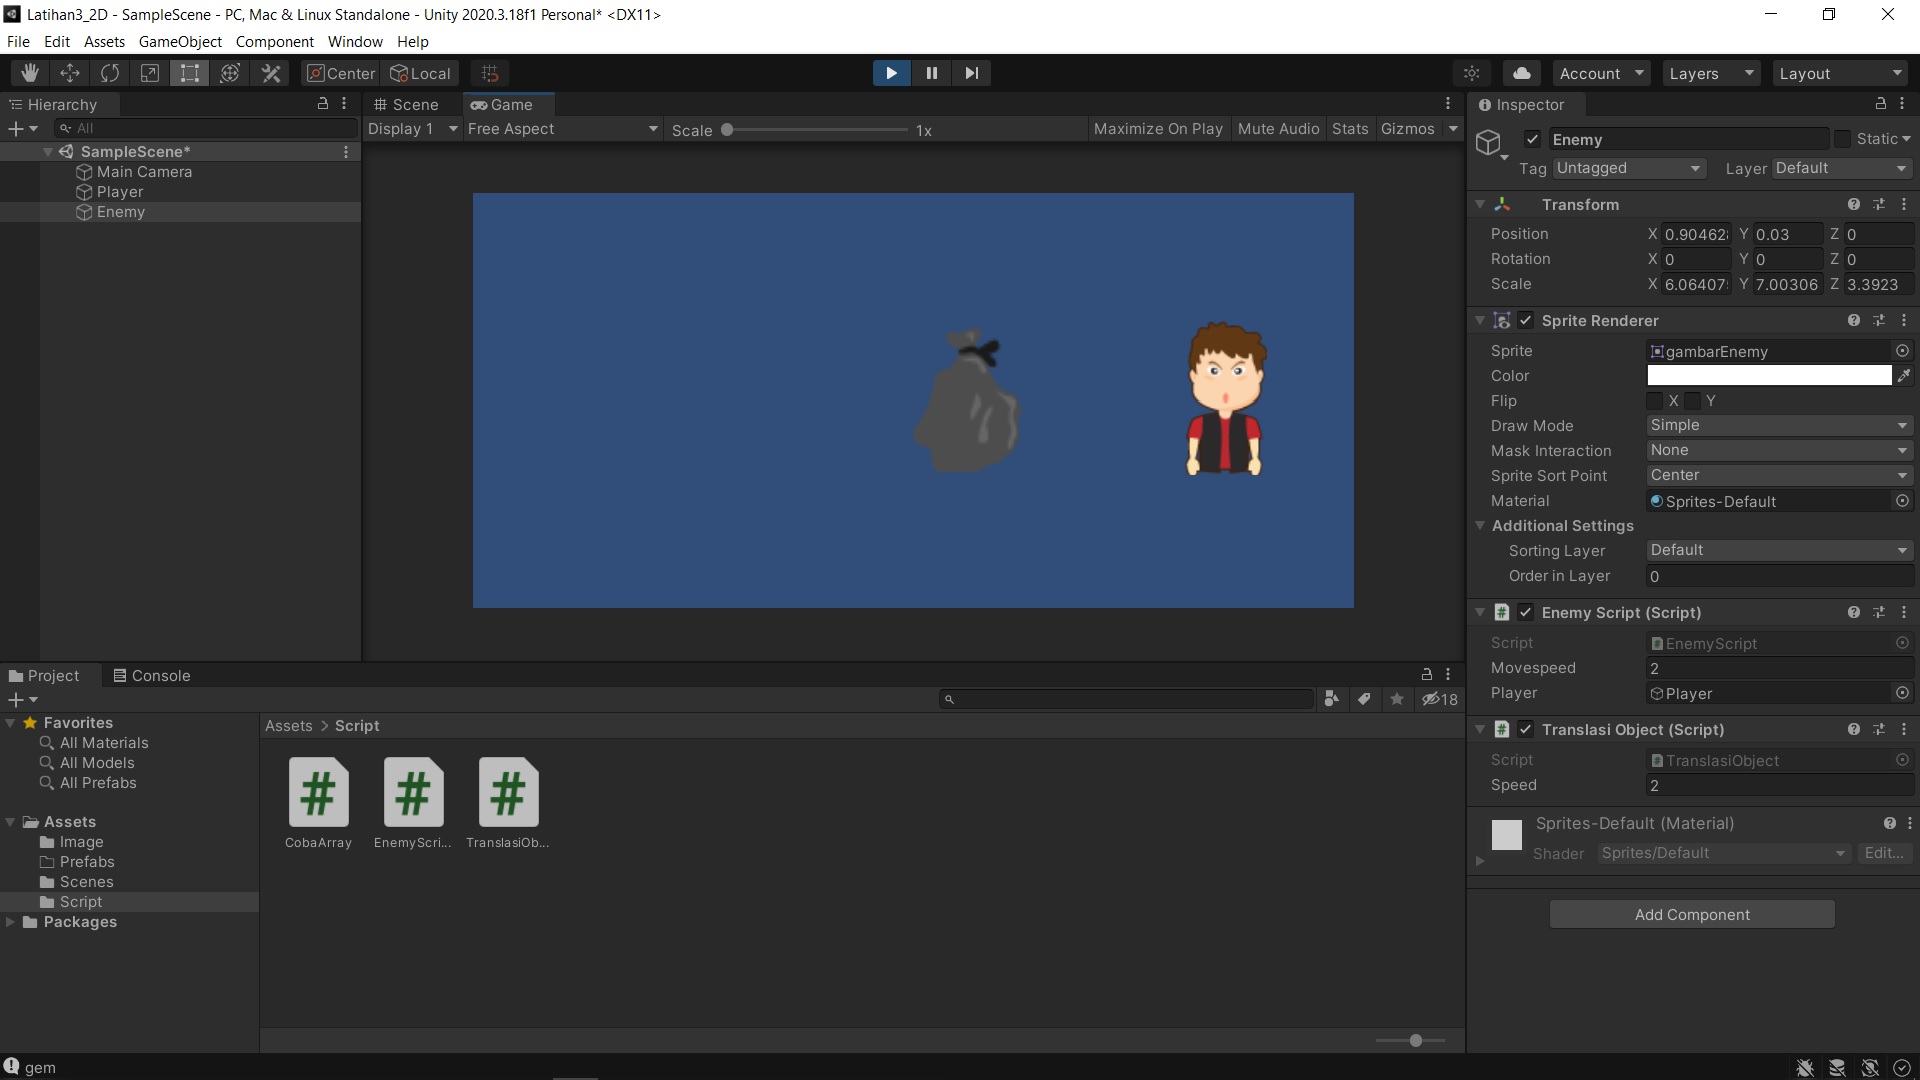 Latihan3_2D - SampleScene - PC, Mac & Linux Standalone - Unity 2020.3.18f1 Personal* <DX11>
File Edit Assets GameObject Component Window Help
Center Local Account Layers Layout
Hierarchy
All
SampleScene*
Main Camera
Player
Enemy
Scene Game
Display 1 Free Aspect Scale 1x Maximize On Play Mute Audio Stats Gizmos
Inspector
Enemy Static
Tag Untagged Layer Default
Transform
Position X 0.90462 Y 0.03 Z 0
Rotation X 0 Y 0 Z 0
Scale X 6.06407 Y 7.00306 Z 3.3923
Sprite Renderer
Sprite gambarEnemy
Color
Flip X Y
Draw Mode Simple
Mask Interaction None
Sprite Sort Point Center
Material Sprites-Default
Additional Settings
Sorting Layer Default
Order in Layer 0
Enemy Script (Script)
Script EnemyScript
Movespeed 2
Player Player
Translasi Object (Script)
Script TranslasiObject
Speed 2
Sprites-Default (Material)
Shader Sprites/Default Edit...
Add Component
Project Console
18
Favorites
All Materials
All Models
All Prefabs
Assets
Image
Prefabs
Scenes
Script
Packages
Assets > Script
CobaArray EnemyScri... TranslasiOb...
gem